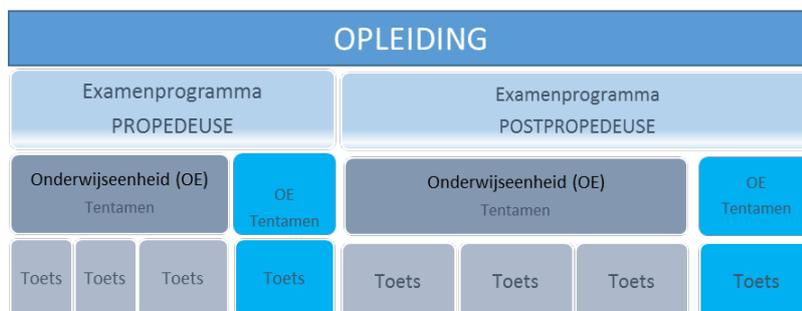 OPLEIDING
Examenprogramma
PROPEDEUSE
Examenprogramma
POSTPROPEDEUSE
Onderwijseenheid (OE)
Tentamen
OE
Tentamen
Onderwijseenheid (OE)
Tentamen
OE
Tentamen
Toets Toets Toets Toets Toets Toets Toets Toets